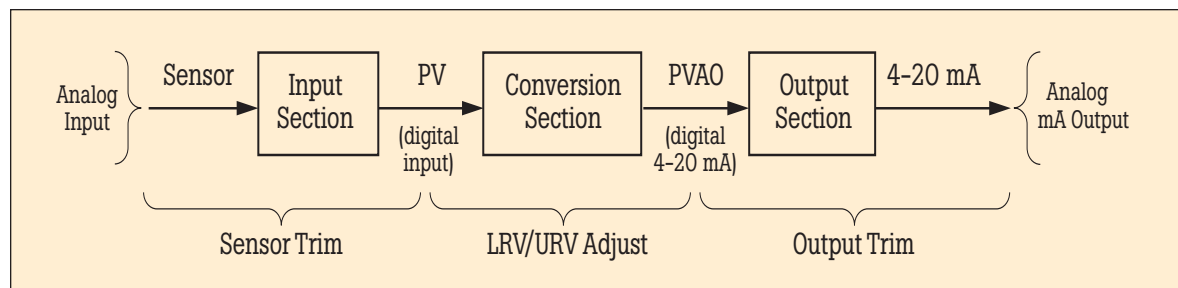 Analog
Input
Sensor
Input
Section
PV
(digital
input)
Conversion
Section
PVAO
(digital
4–20 mA)
Output
Section
4–20 mA
Analog
mA Output
Sensor Trim
LRV/URV Adjust
Output Trim